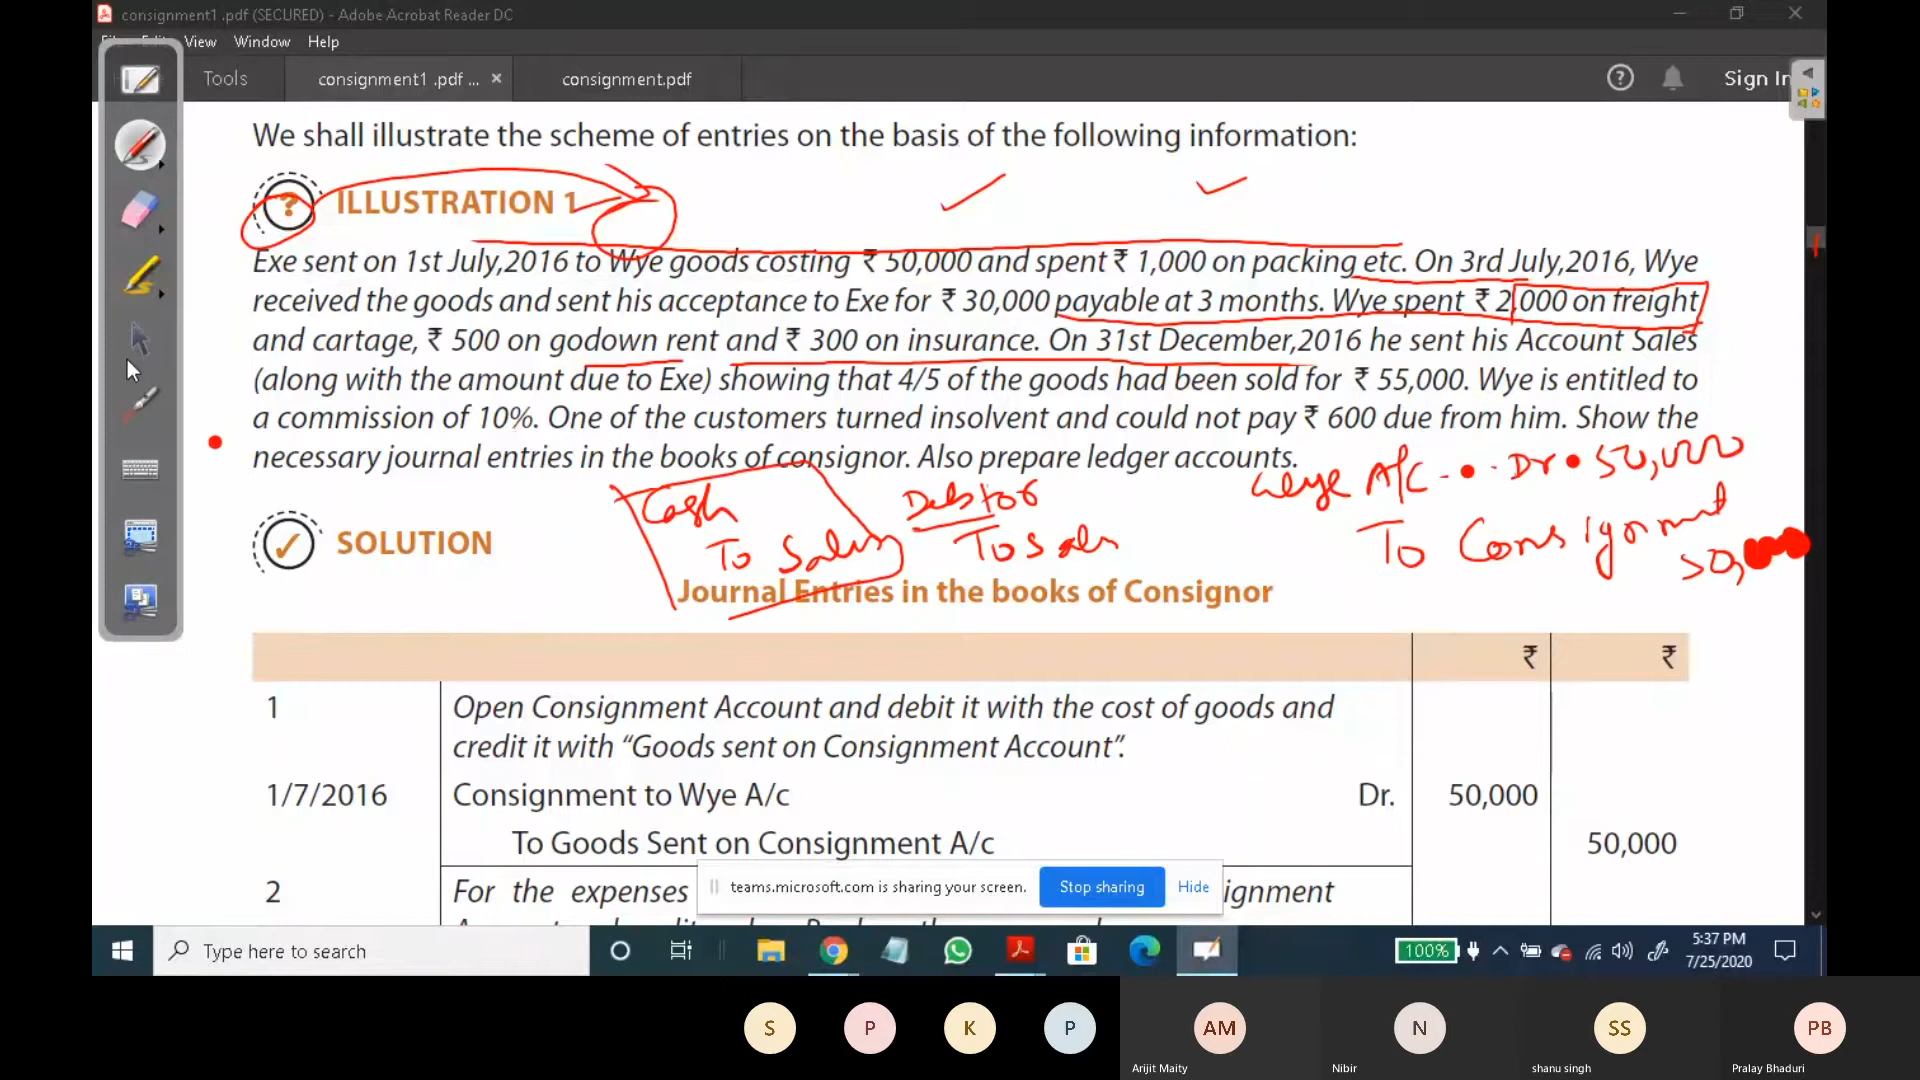 consignment1 .pdf (SECURED) - Adobe Acrobat Reader DC
View Window Help
Tools consignment1 .pdf ... × consignment.pdf Sign In
We shall illustrate the scheme of entries on the basis of the following information:
? ILLUSTRATION 1
Exe sent on 1st July,2016 to Wye goods costing ₹ 50,000 and spent ₹ 1,000 on packing etc. On 3rd July,2016, Wye
received the goods and sent his acceptance to Exe for ₹ 30,000 payable at 3 months. Wye spent ₹ 2,000 on freight
and cartage, ₹ 500 on godown rent and ₹ 300 on insurance. On 31st December,2016 he sent his Account Sales
(along with the amount due to Exe) showing that 4/5 of the goods had been sold for ₹ 55,000. Wye is entitled to
a commission of 10%. One of the customers turned insolvent and could not pay ₹ 600 due from him. Show the
necessary journal entries in the books of consignor. Also prepare ledger accounts.
A/C - Dr 50,000
To Consignment
50,
Cash
To Sales
Debtor
To Sales
SOLUTION
Journal Entries in the books of Consignor
₹ ₹
1 Open Consignment Account and debit it with the cost of goods and
credit it with “Goods sent on Consignment Account”.
1/7/2016 Consignment to Wye A/c Dr. 50,000
To Goods Sent on Consignment A/c 50,000
2 For the expenses
teams.microsoft.com is sharing your screen. Stop sharing Hide
Type here to search
100%
5:37 PM
7/25/2020
S P K P AM N SS PB
Arijit Maity Nibir shanu singh Pralay Bhaduri